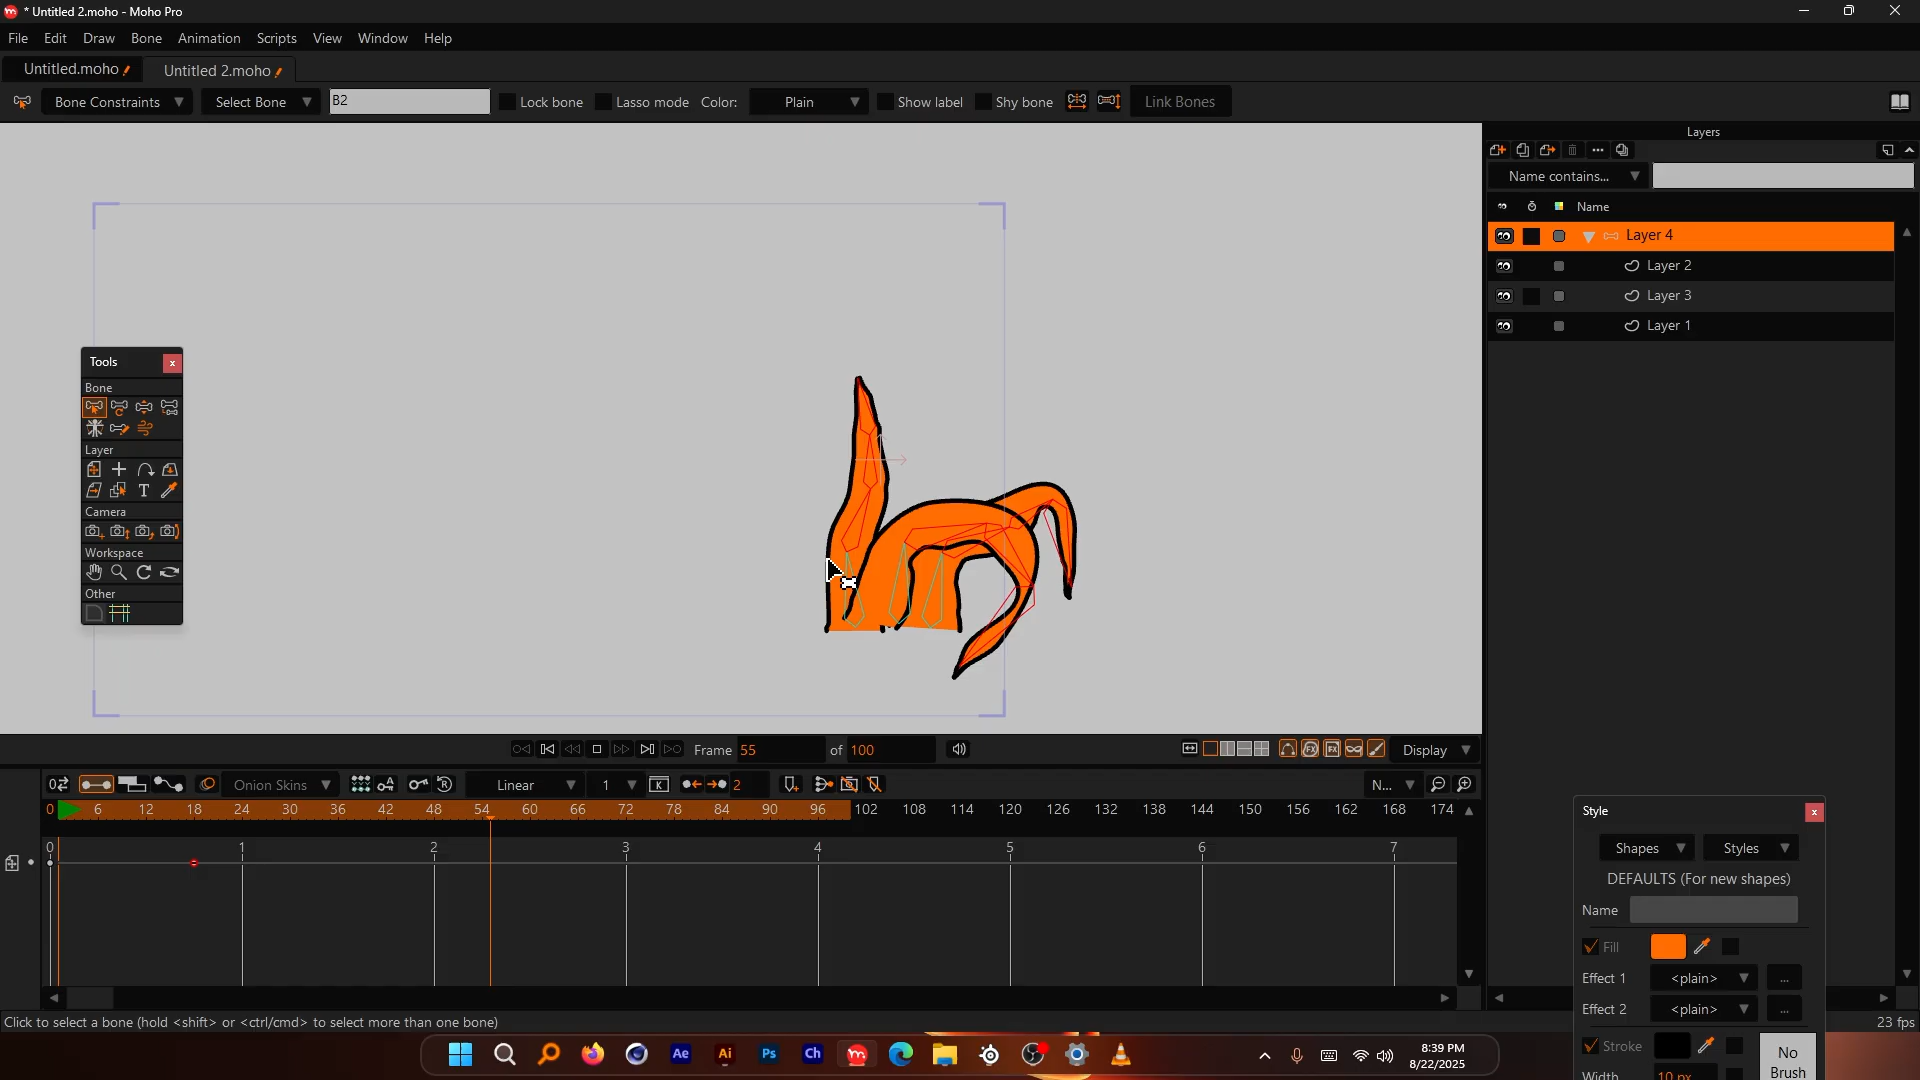 * Untitled 2.moho - Moho Pro
File Edit Draw Bone Animation Scripts View Window Help
Untitled.moho Untitled 2.moho
Bone Constraints Select Bone B2 Lock bone Lasso mode Color: Plain Show label Shy bone Link Bones
Layers
Name contains...
Name
Layer 4
Layer 2
Layer 3
Layer 1
Tools x
Bone
Layer
T
Camera
Workspace
Other
Frame 55 of 100 Display
Onion Skins Linear 1 K 2 N...
0 6 12 18 24 30 36 42 48 54 60 66 72 78 84 90 96 102 108 114 120 126 132 138 144 150 156 162 168 174
0 1 2 3 4 5 6 7
Style x
Shapes Styles
DEFAULTS (For new shapes)
Name
Fill
Effect 1 <plain> ...
Effect 2 <plain> ...
Stroke
Width 10 px
No
Brush
Click to select a bone (hold <shift> or <ctrl/cmd> to select more than one bone)
23 fps
Ae Ai Ps Ch
8:39 PM
8/22/2025